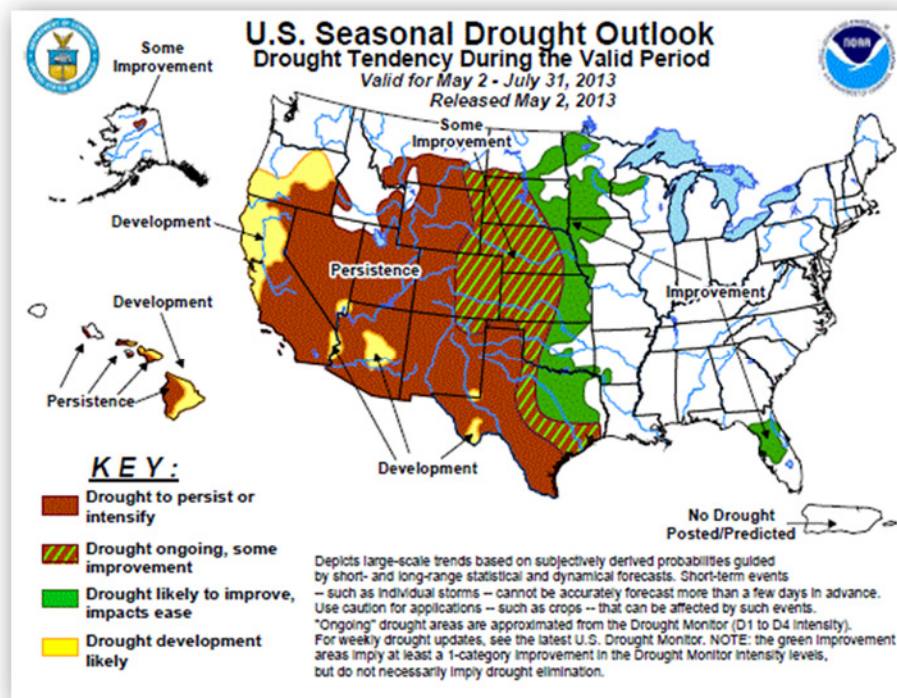 U.S. Seasonal Drought Outlook
Drought Tendency During the Valid Period
Valid for May 2 - July 31, 2013
Released May 2, 2013
NOAA
Some
Improvement
Some
Improvement
Development
Persistence
Improvement
Development
Persistence
Development
No Drought
Posted/Predicted
KEY:
Drought to persist or
intensify
Drought ongoing, some
improvement
Drought likely to improve,
impacts ease
Drought development
likely
Depicts large-scale trends based on subjectively derived probabilities guided
by short- and long-range statistical and dynamical forecasts. Short-term events
-- such as individual storms -- cannot be accurately forecast more than a few days in advance.
Use caution for applications -- such as crops -- that can be affected by such events.
"Ongoing" drought areas are approximated from the Drought Monitor (D1 to D4 intensity).
For weekly drought updates, see the latest U.S. Drought Monitor. NOTE: the green improvement
areas imply at least a 1-category improvement in the Drought Monitor intensity levels,
but do not necessarily imply drought elimination.